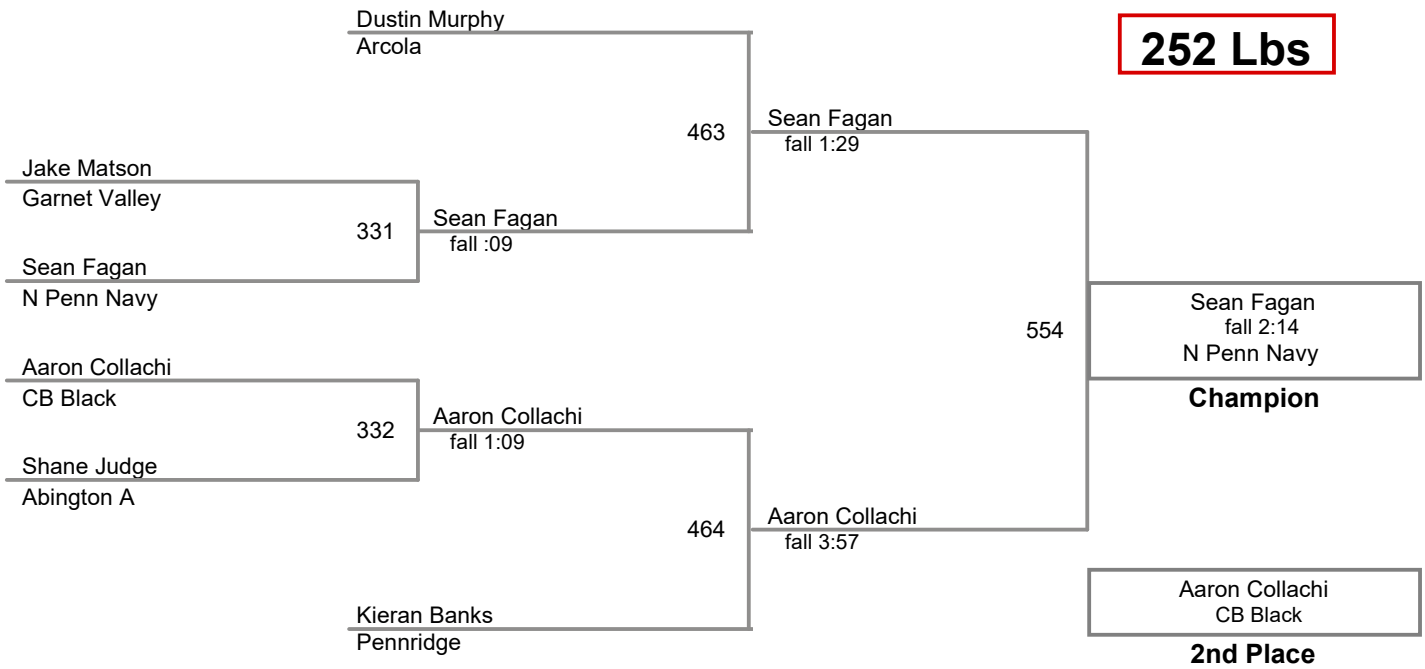 Dustin Murphy
Arcola
252 Lbs
463
Sean Fagan
fall 1:29
Jake Matson
Garnet Valley
331
Sean Fagan
fall :09
Sean Fagan
N Penn Navy
554
Sean Fagan
fall 2:14
N Penn Navy
Champion
Aaron Collachi
CB Black
332
Aaron Collachi
fall 1:09
Shane Judge
Abington A
464
Aaron Collachi
fall 3:57
Kieran Banks
Pennridge
Aaron Collachi
CB Black
2nd Place